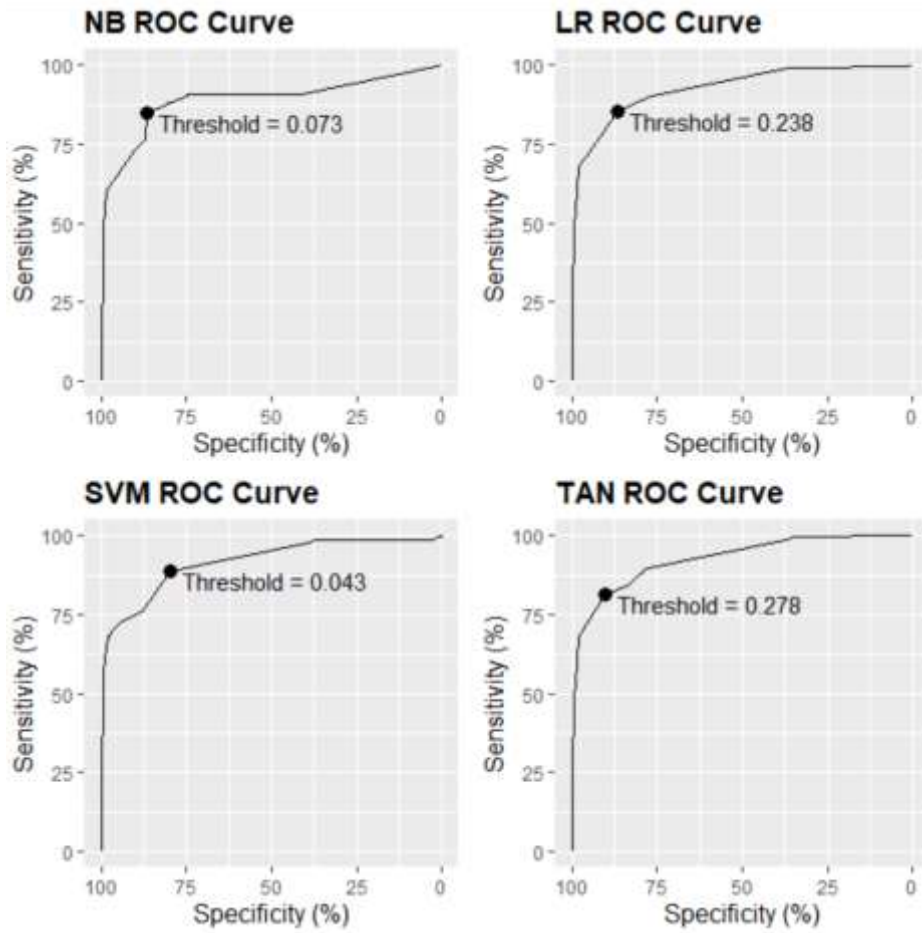 NB ROC Curve
100
75
50
25
0
Sensitivity (%)
Threshold = 0.073
100 75 50 25 0
Specificity (%)
LR ROC Curve
100
75
50
25
0
Sensitivity (%)
Threshold = 0.238
100 75 50 25 0
Specificity (%)
SVM ROC Curve
100
75
50
25
0
Sensitivity (%)
Threshold = 0.043
100 75 50 25 0
Specificity (%)
TAN ROC Curve
100
75
50
25
0
Sensitivity (%)
Threshold = 0.278
100 75 50 25 0
Specificity (%)